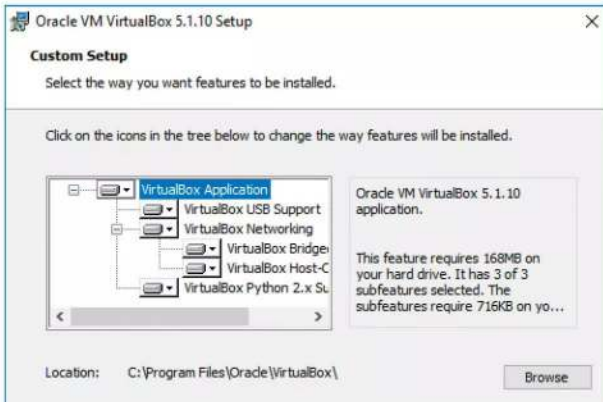 Oracle VM VirtualBox 5.1.10 Setup
Custom Setup
Select the way you want features to be installed.
Click on the icons in the tree below to change the way features will be installed.
VirtualBox Application
VirtualBox USB Support
VirtualBox Networking
VirtualBox Bridge
VirtualBox Host-C
VirtualBox Python 2.x Su
Oracle VM VirtualBox 5.1.10
application.
This feature requires 168MB on
your hard drive. It has 3 of 3
subfeatures selected. The
subfeatures require 716KB on yo...
Location: C:\Program Files\Oracle\VirtualBox\
Browse